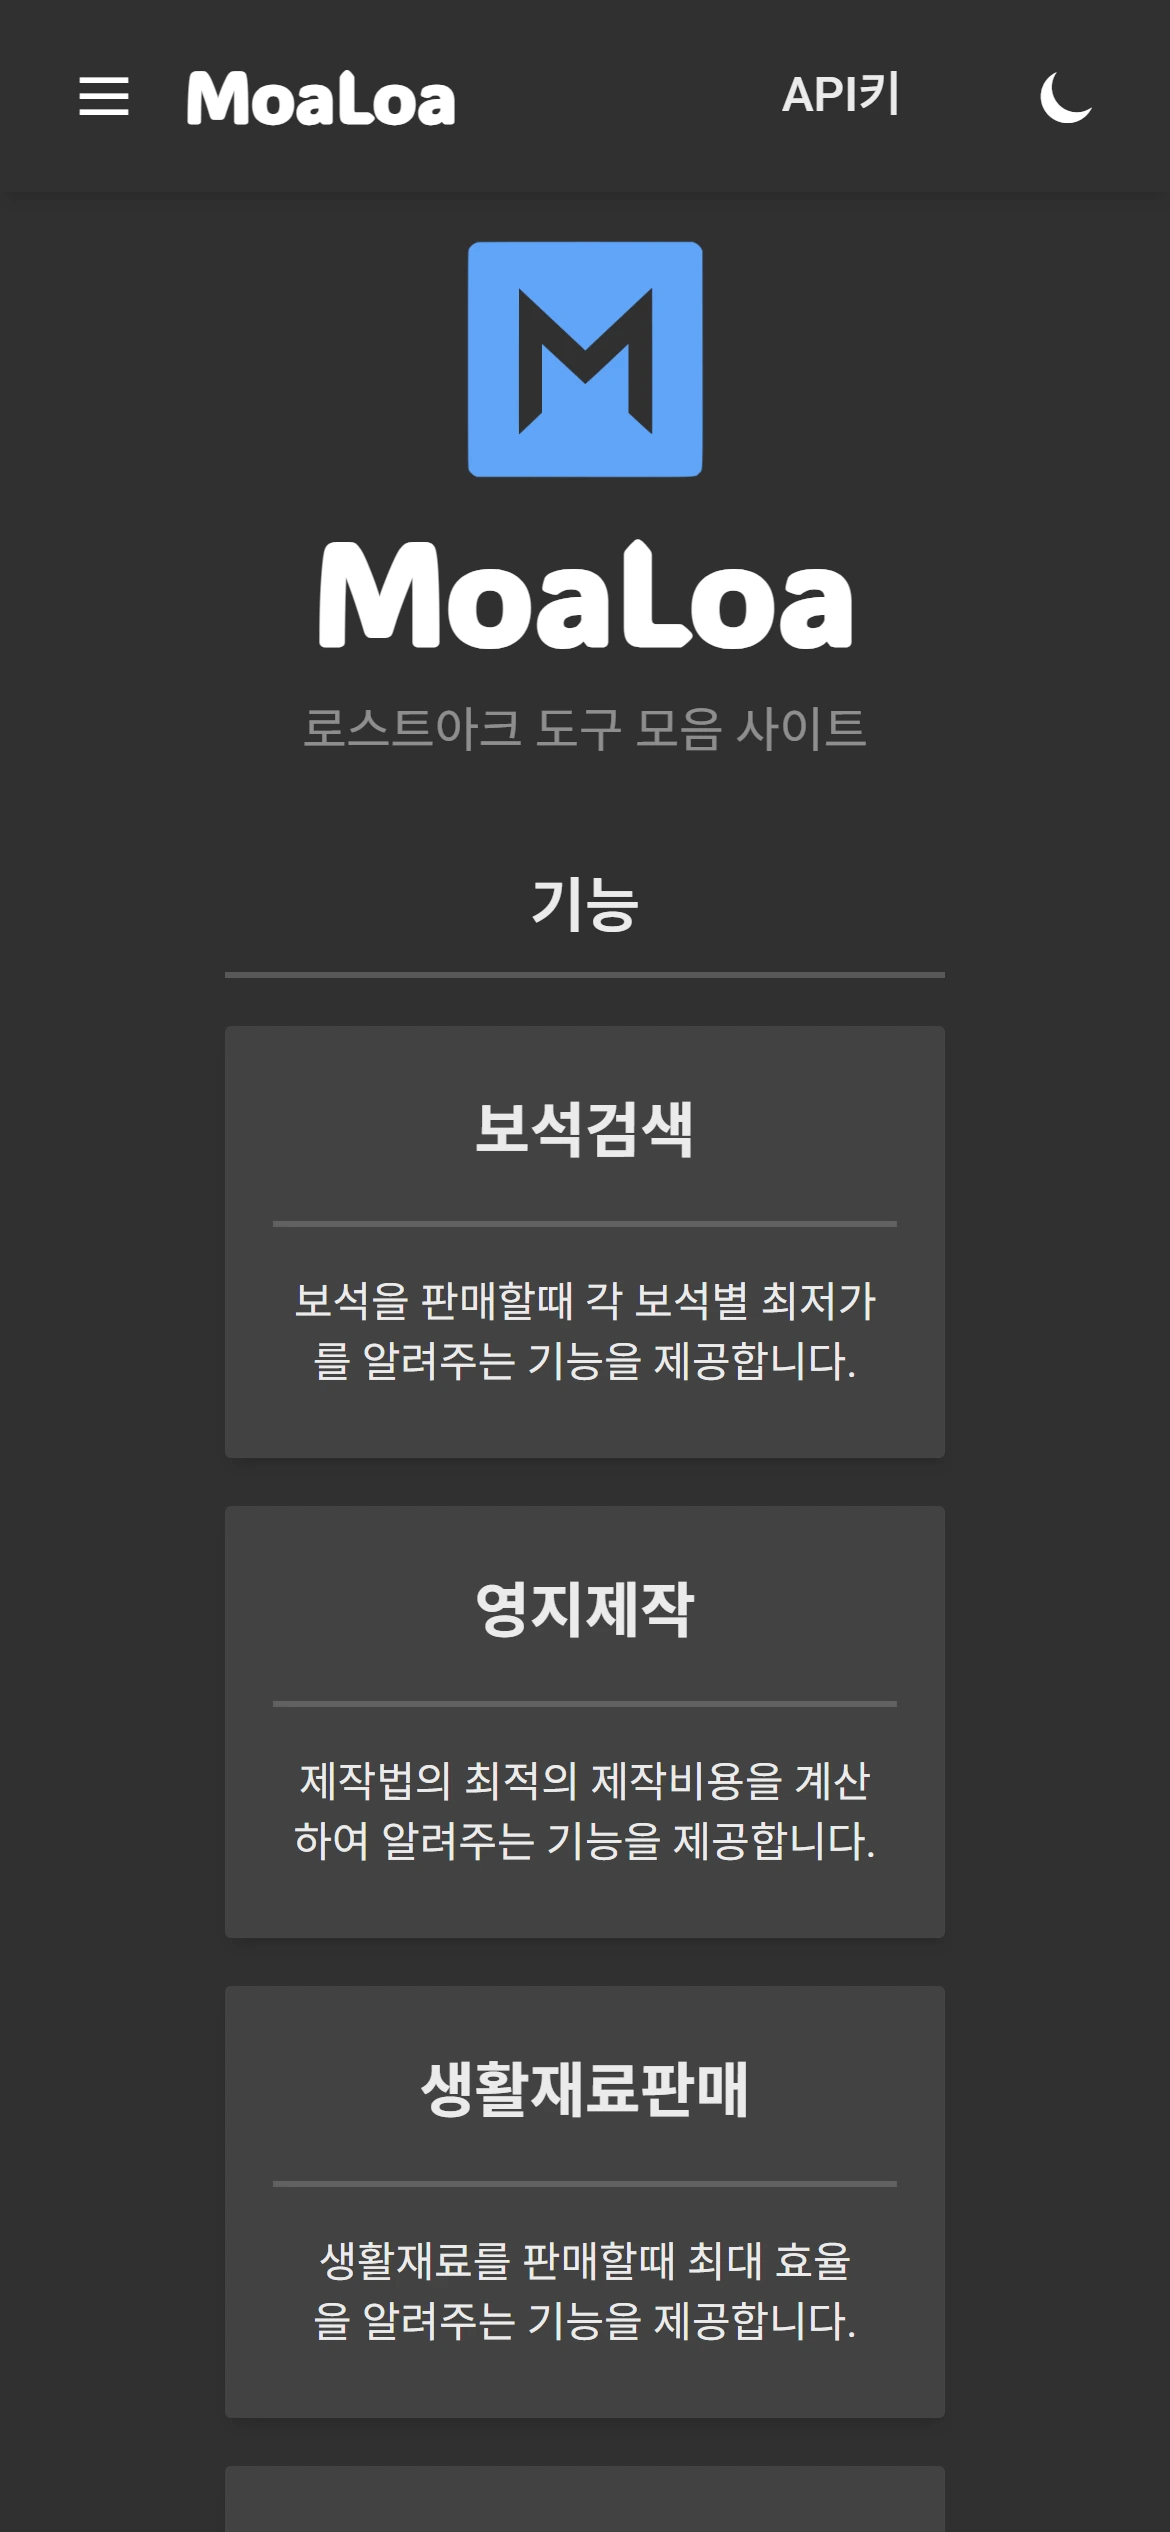 MoaLoa
API키
M
MoaLoa
로스트아크 도구 모음 사이트
기능
보석검색
보석을 판매할때 각 보석별 최저가
를 알려주는 기능을 제공합니다.
영지제작
제작법의 최적의 제작비용을 계산
하여 알려주는 기능을 제공합니다.
생활재료판매
생활재료를 판매할때 최대 효율
을 알려주는 기능을 제공합니다.